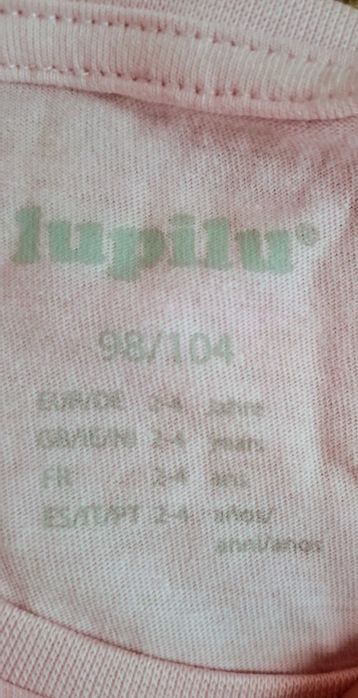 lupilu®
98/104
EUR/DE 2-4 Jahre
GB/IE/NI 2-4 years
FR 2-4 ans
ES/IT/PT 2-4 años/
anni/anos